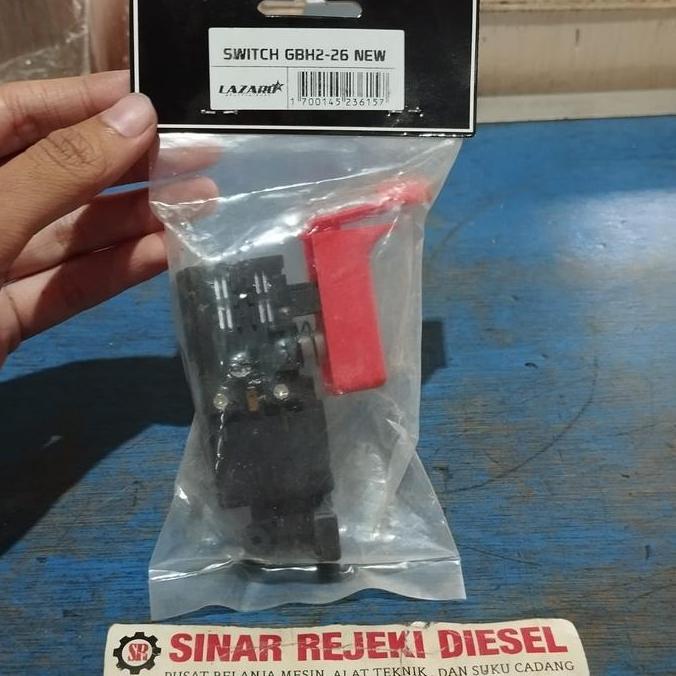 SWITCH GBH2-26 NEW
LAZARO
1 700145 236157
SR SINAR REJEKI DIESEL
PUSAT BELANJA MESIN, ALAT TEKNIK, DAN SUKU CADANG